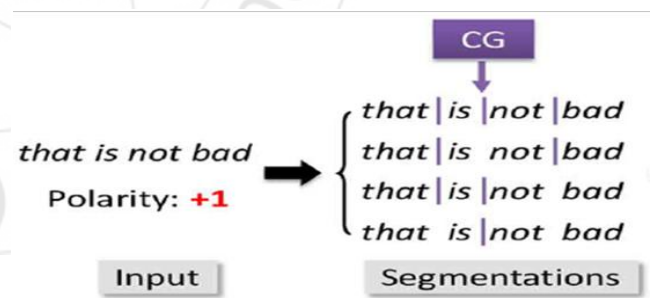 CG
that|is|not|bad
that|is not|bad
that|is|not bad
that is|not bad
that is not bad
Polarity: +1
Input
Segmentations